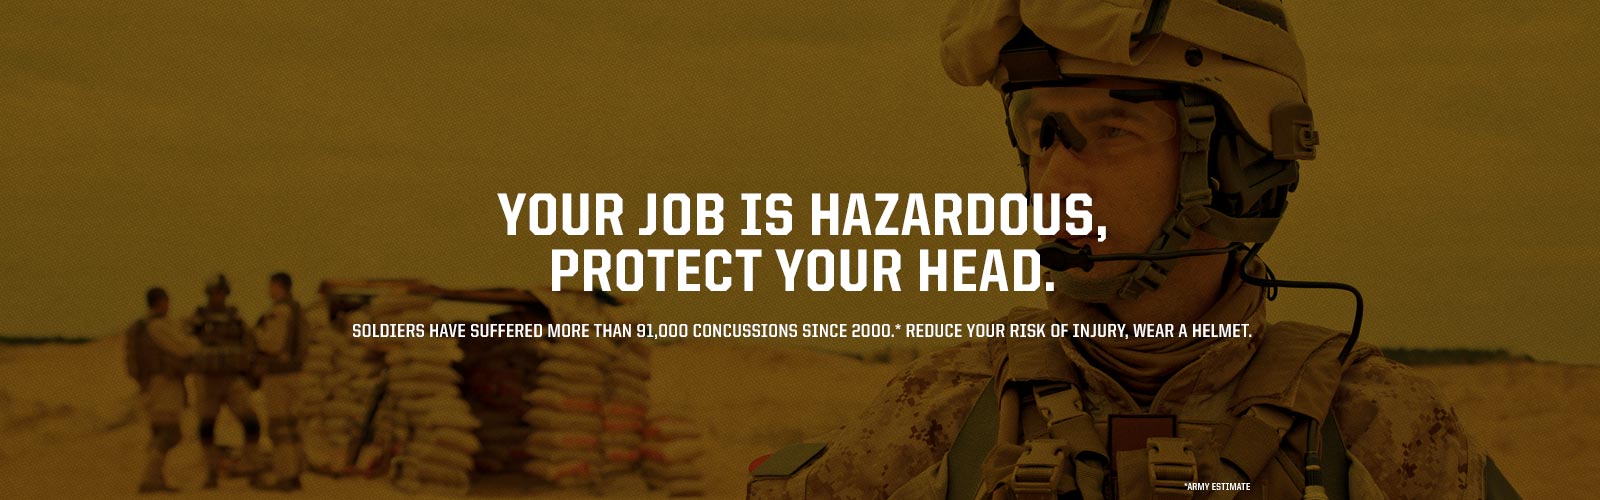 YOUR JOB IS HAZARDOUS,
PROTECT YOUR HEAD.
SOLDIERS HAVE SUFFERED MORE THAN 91,000 CONCUSSIONS SINCE 2000.* REDUCE YOUR RISK OF INJURY, WEAR A HELMET.
*ARMY ESTIMATE